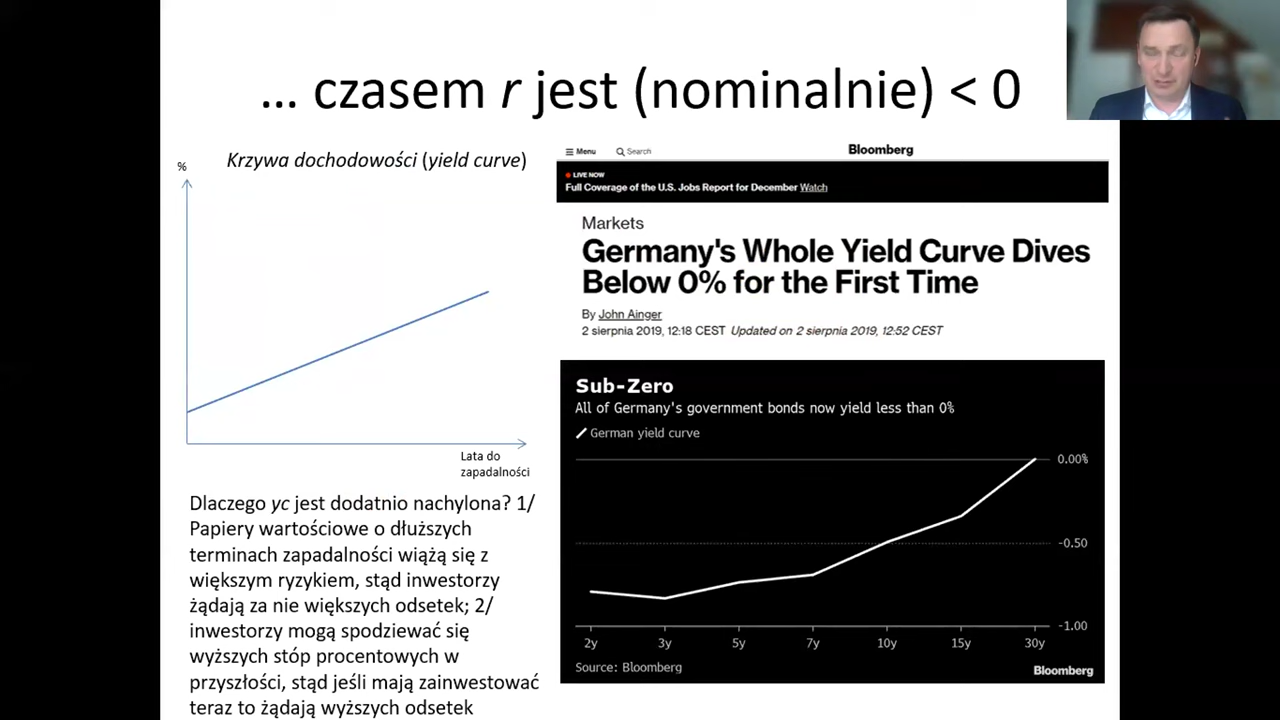 ... czasem r jest (nominalnie) < 0
%
Krzywa dochodowości (yield curve)
Lata do
zapadalności
Dlaczego yc jest dodatnio nachylona? 1/
Papiery wartościowe o dłuższych
terminach zapadalności wiążą się z
większym ryzykiem, stąd inwestorzy
żądają za nie większych odsetek; 2/
inwestorzy mogą spodziewać się
wyższych stóp procentowych w
przyszłości, stąd jeśli mają zainwestować
teraz to żądają wyższych odsetek
Menu Search Bloomberg
LIVE NOW
Full Coverage of the U.S. Jobs Report for December Watch
Markets
Germany's Whole Yield Curve Dives
Below 0% for the First Time
By John Ainger
2 sierpnia 2019, 12:18 CEST Updated on 2 sierpnia 2019, 12:52 CEST
Sub-Zero
All of Germany's government bonds now yield less than 0%
German yield curve
0.00%
-0.50
-1.00
2y 3y 5y 7y 10y 15y 30y
Source: Bloomberg Bloomberg